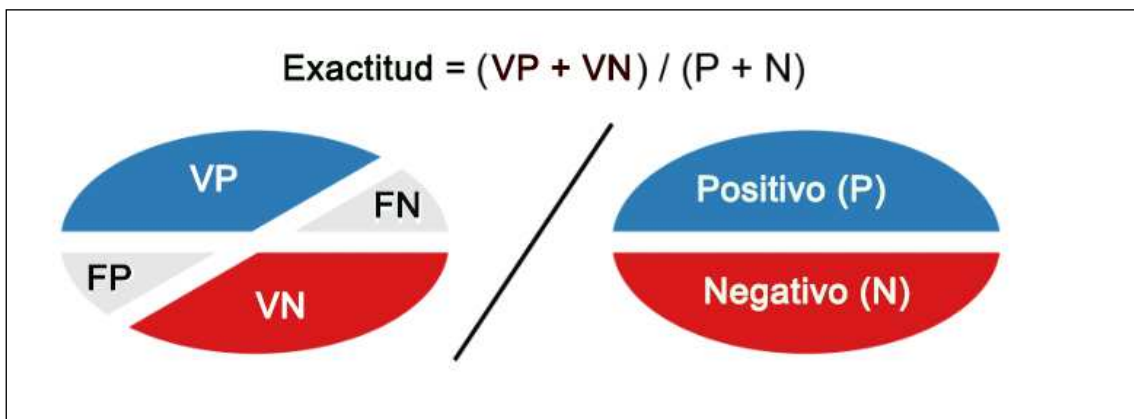 Exactitud = (VP + VN) / (P + N)
VP
FN
FP
VN
Positivo (P)
Negativo (N)